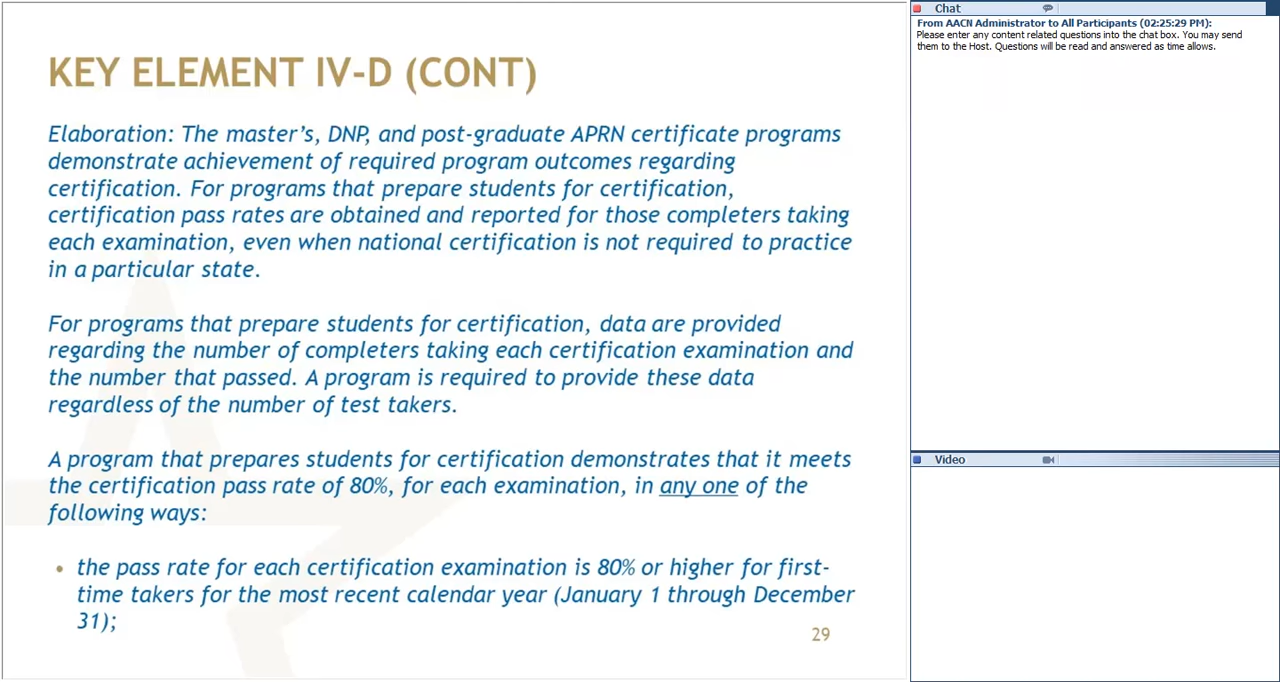 KEY ELEMENT IV-D (CONT)
Elaboration: The master's, DNP, and post-graduate APRN certificate programs
demonstrate achievement of required program outcomes regarding
certification. For programs that prepare students for certification,
certification pass rates are obtained and reported for those completers taking
each examination, even when national certification is not required to practice
in a particular state.
For programs that prepare students for certification, data are provided
regarding the number of completers taking each certification examination and
the number that passed. A program is required to provide these data
regardless of the number of test takers.
A program that prepares students for certification demonstrates that it meets
the certification pass rate of 80%, for each examination, in any one of the
following ways:
• the pass rate for each certification examination is 80% or higher for first-
time takers for the most recent calendar year (January 1 through December
31);
29
Chat
From AACN Administrator to All Participants (02:25:29 PM):
Please enter any content related questions into the chat box. You may send
them to the Host. Questions will be read and answered as time allows.
Video